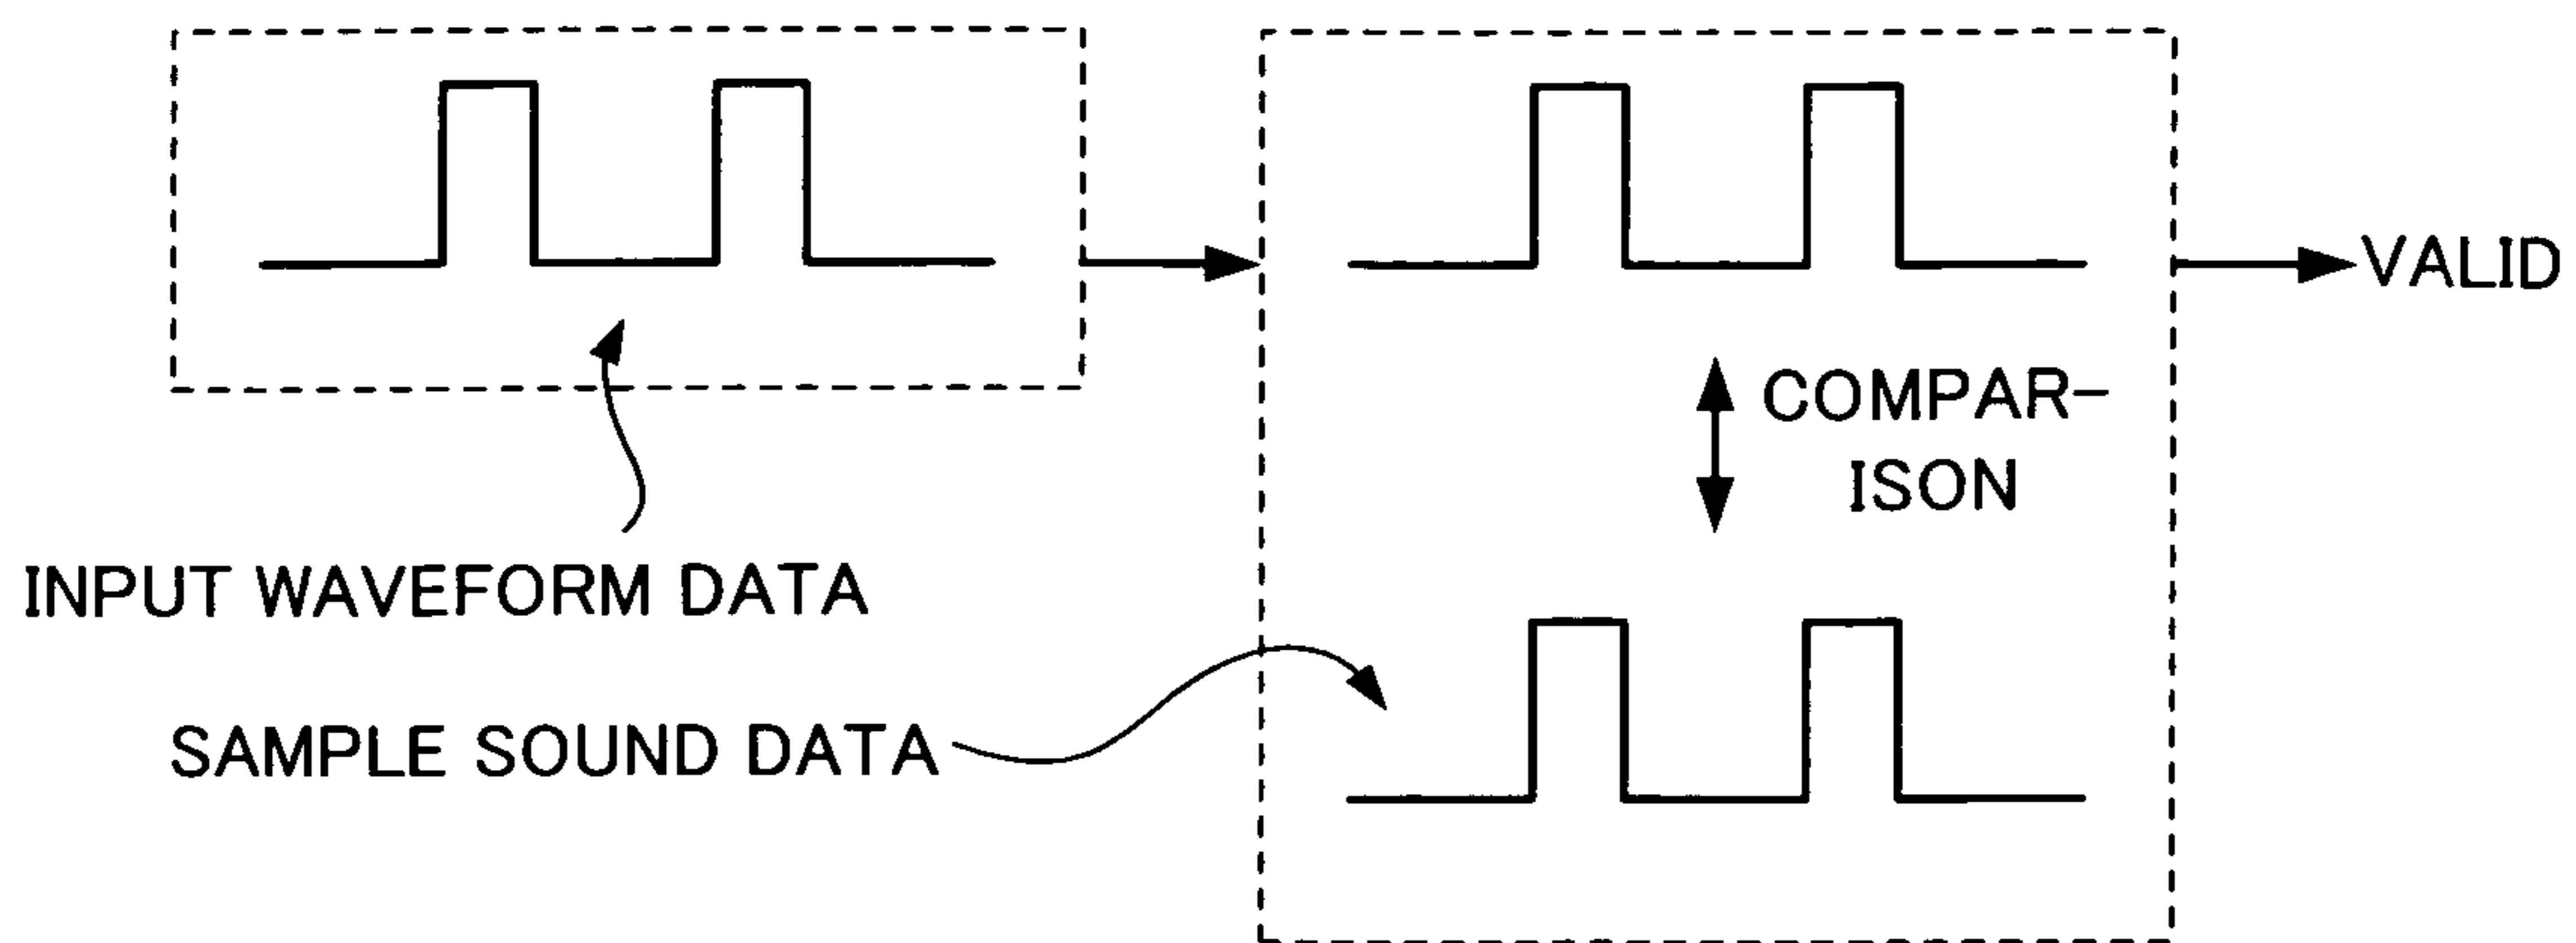 VALID
COMPAR-
ISON
INPUT WAVEFORM DATA
SAMPLE SOUND DATA